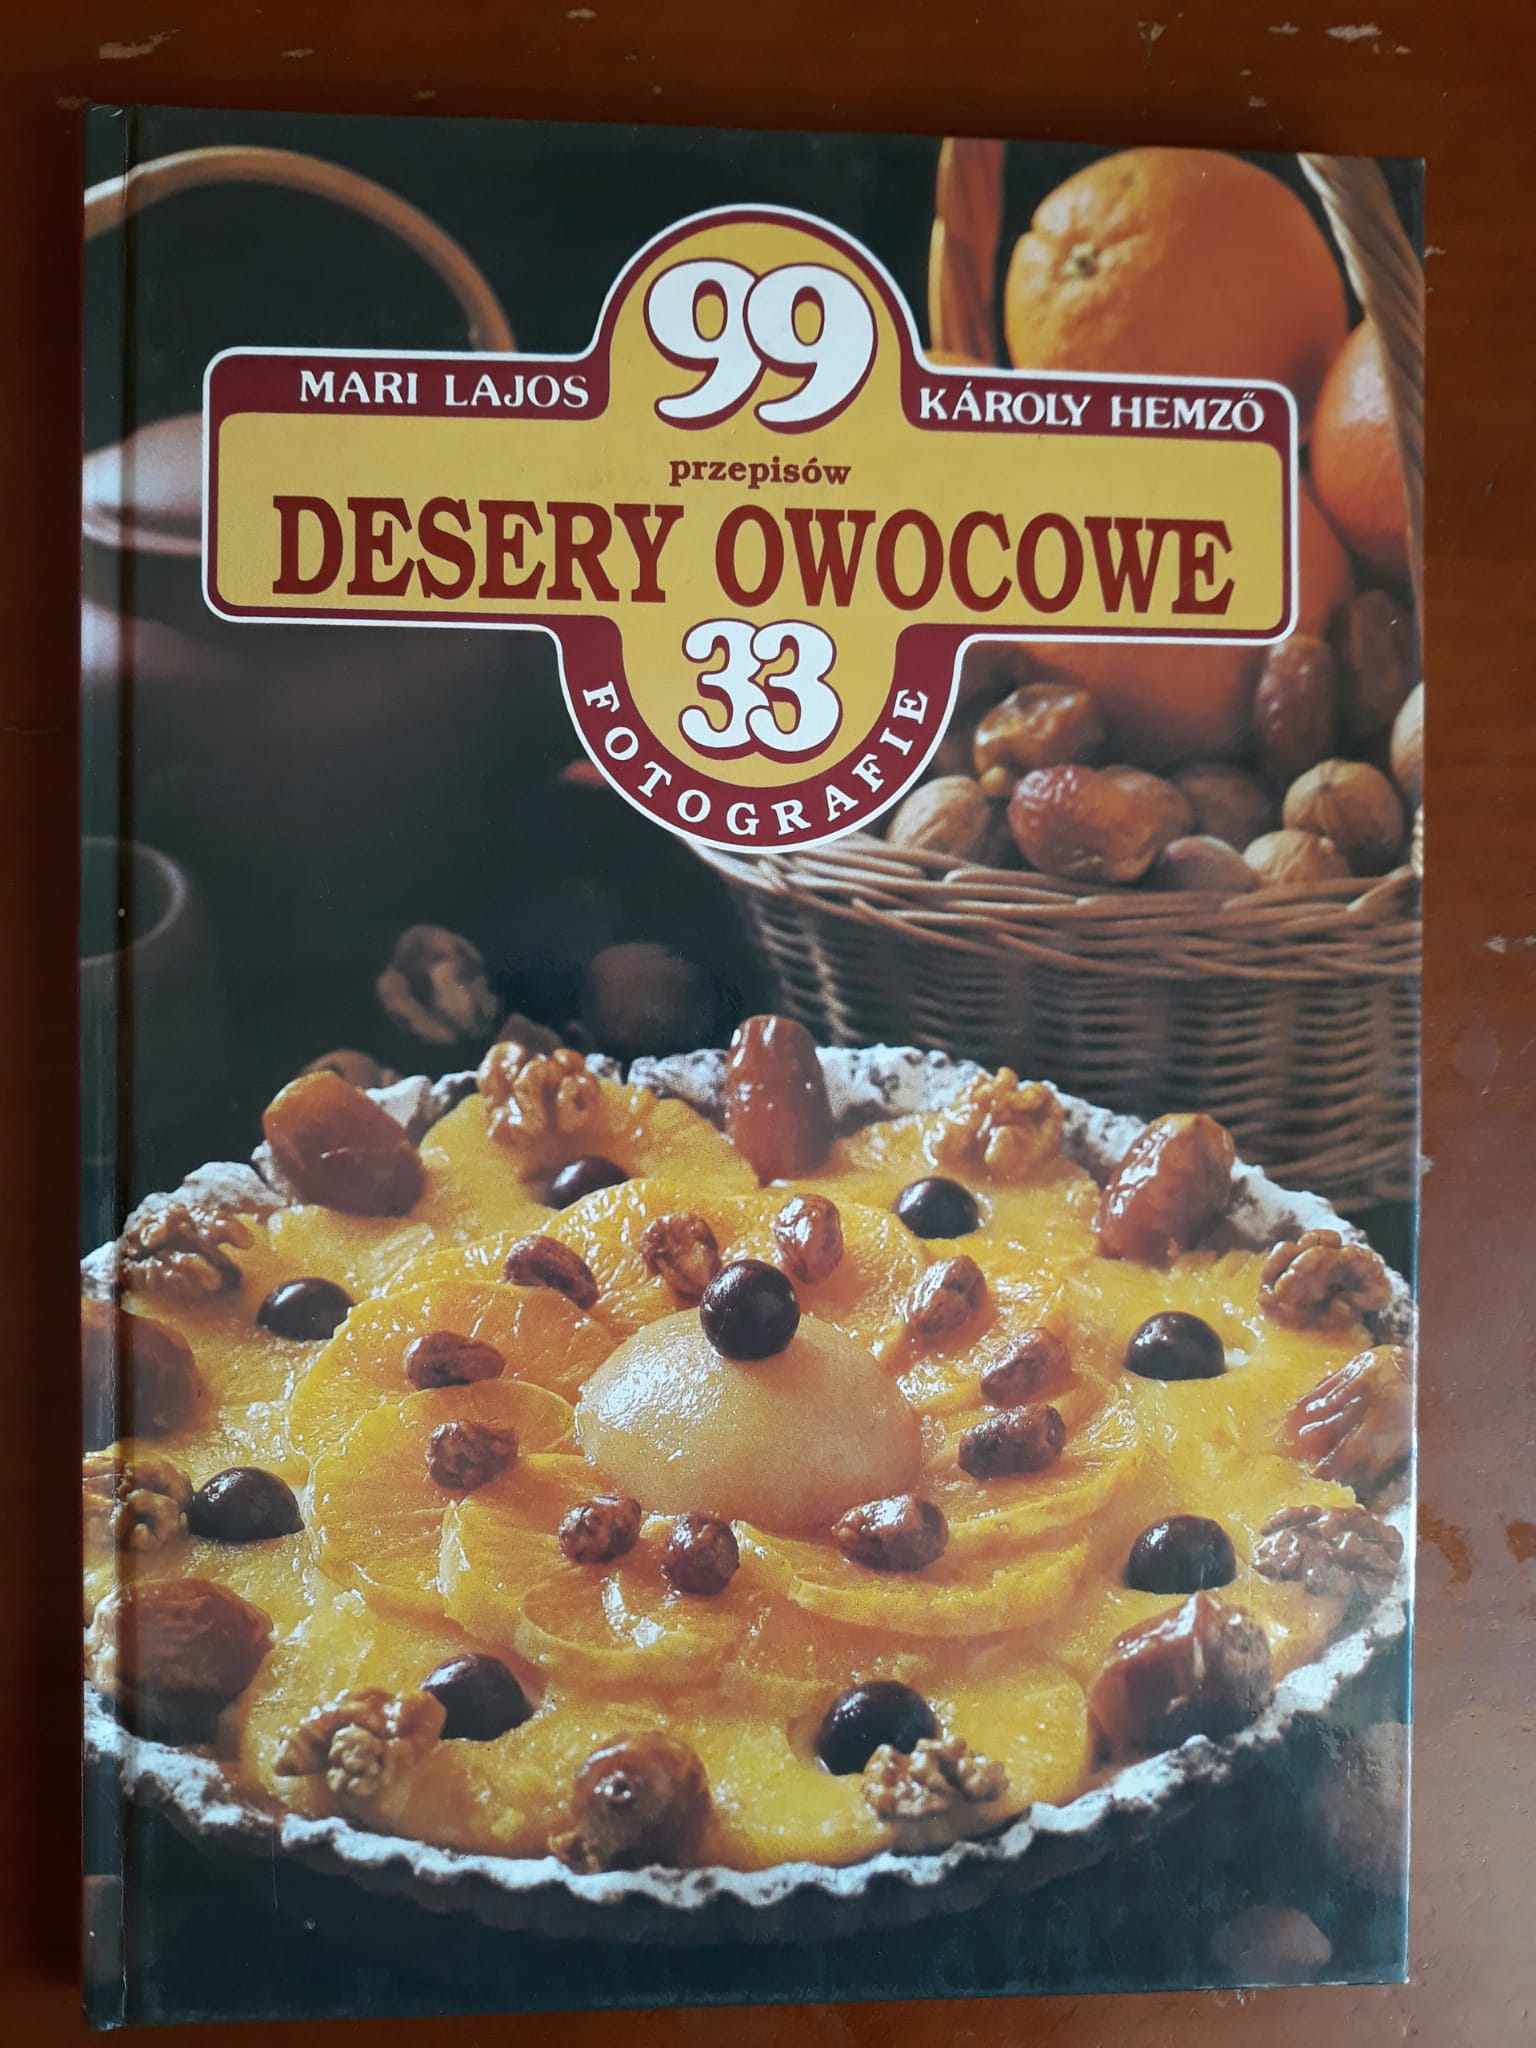 99
MARI LAJOS
KÁROLY HEMZŐ
przepisów
DESERY OWOCOWE
33
FOTOGRAFIE